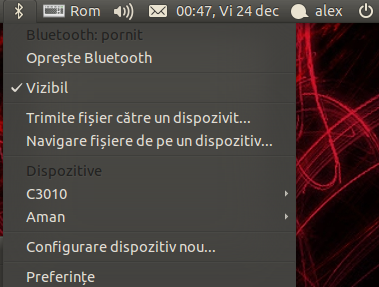 Rom 00:47, Vi 24 dec alex
Bluetooth: pornit
Oprește Bluetooth
Vizibil
Trimite fișier către un dispozivit...
Navigare fișiere de pe un dispozitiv...
Dispozitive
C3010
Aman
Configurare dispozitiv nou...
Preferințe